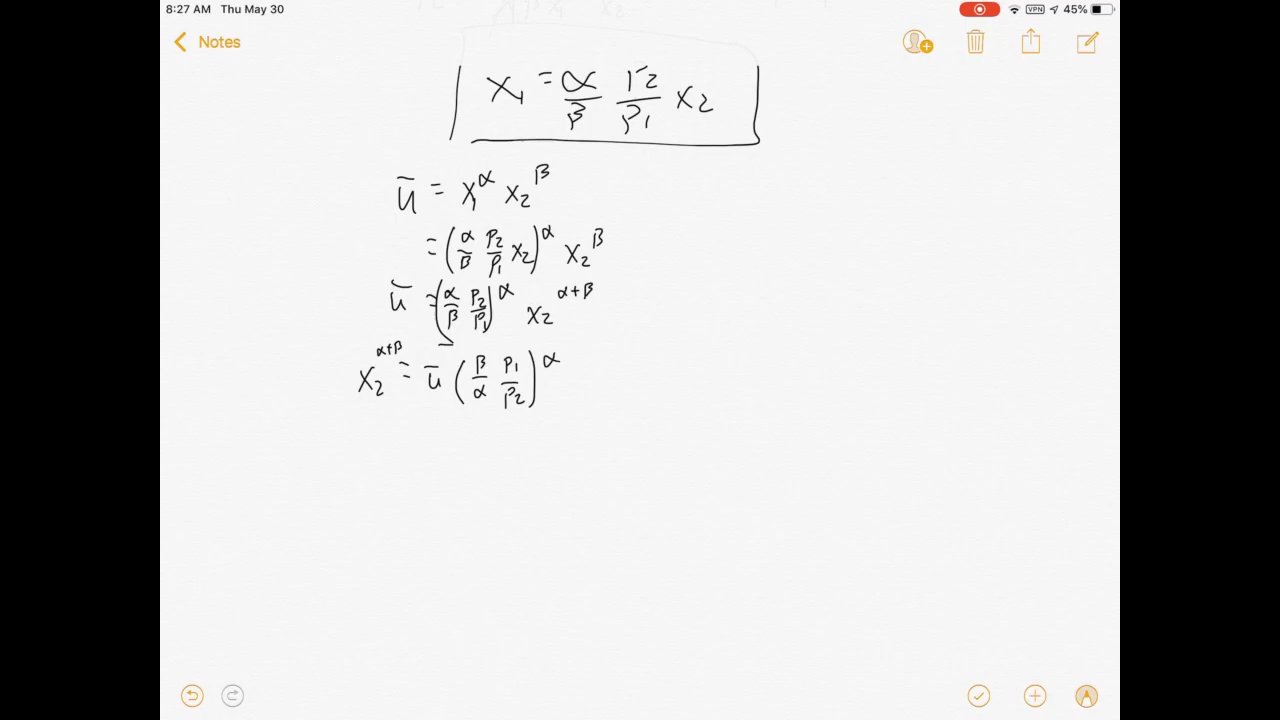 8:27 AM Thu May 30 VPN 45%
Notes
x₁ = α/β p₂/p₁ x₂
ū = x₁^α x₂^β
= (α/β p₂/p₁ x₂)^α x₂^β
ū = (α/β p₂/p₁)^α x₂^(α+β)
x₂^(α+β) = ū (β/α p₁/p₂)^α